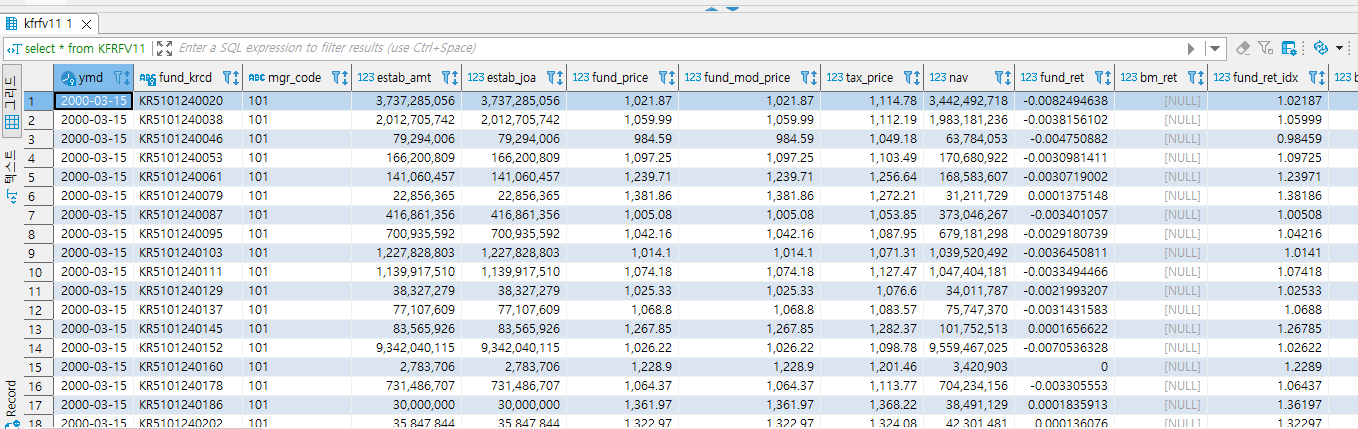 kfrfv11 1
select * from KFRFV11 Enter a SQL expression to filter results (use Ctrl+Space)
그리드
텍스트
Record
123 ymd fund_krcd mgr_code 123 estab_amt 123 estab_joa 123 fund_price 123 fund_mod_price 123 tax_price 123 nav 123 fund_ret 123 bm_ret 123 fund_ret_idx 123 b
1 2000-03-15 KR5101240020 101 3,737,285,056 3,737,285,056 1,021.87 1,021.87 1,114.78 3,442,492,718 -0.0082494638 [NULL] 1.02187
2 2000-03-15 KR5101240038 101 2,012,705,742 2,012,705,742 1,059.99 1,059.99 1,112.19 1,983,181,236 -0.0038156102 [NULL] 1.05999
3 2000-03-15 KR5101240046 101 79,294,006 79,294,006 984.59 984.59 1,049.18 63,784,053 -0.004750882 [NULL] 0.98459
4 2000-03-15 KR5101240053 101 166,200,809 166,200,809 1,097.25 1,097.25 1,103.49 170,680,922 -0.0030981411 [NULL] 1.09725
5 2000-03-15 KR5101240061 101 141,060,457 141,060,457 1,239.71 1,239.71 1,256.64 168,583,607 -0.0030719002 [NULL] 1.23971
6 2000-03-15 KR5101240079 101 22,856,365 22,856,365 1,381.86 1,381.86 1,272.21 31,211,729 0.0001375148 [NULL] 1.38186
7 2000-03-15 KR5101240087 101 416,861,356 416,861,356 1,005.08 1,005.08 1,053.85 373,046,267 -0.003401057 [NULL] 1.00508
8 2000-03-15 KR5101240095 101 700,935,592 700,935,592 1,042.16 1,042.16 1,087.95 679,181,298 -0.0029180739 [NULL] 1.04216
9 2000-03-15 KR5101240103 101 1,227,828,803 1,227,828,803 1,014.1 1,014.1 1,071.31 1,039,520,492 -0.0036450811 [NULL] 1.0141
10 2000-03-15 KR5101240111 101 1,139,917,510 1,139,917,510 1,074.18 1,074.18 1,127.47 1,047,404,181 -0.0033494466 [NULL] 1.07418
11 2000-03-15 KR5101240129 101 38,327,279 38,327,279 1,025.33 1,025.33 1,076.6 34,011,787 -0.0021993207 [NULL] 1.02533
12 2000-03-15 KR5101240137 101 77,107,609 77,107,609 1,068.8 1,068.8 1,083.57 75,747,370 -0.0031431583 [NULL] 1.0688
13 2000-03-15 KR5101240145 101 83,565,926 83,565,926 1,267.85 1,267.85 1,282.37 101,752,513 0.0001656622 [NULL] 1.26785
14 2000-03-15 KR5101240152 101 9,342,040,115 9,342,040,115 1,026.22 1,026.22 1,098.78 9,559,467,025 -0.0070536328 [NULL] 1.02622
15 2000-03-15 KR5101240160 101 2,783,706 2,783,706 1,228.9 1,228.9 1,201.46 3,420,903 0 [NULL] 1.2289
16 2000-03-15 KR5101240178 101 731,486,707 731,486,707 1,064.37 1,064.37 1,113.77 704,234,156 -0.003305553 [NULL] 1.06437
17 2000-03-15 KR5101240186 101 30,000,000 30,000,000 1,361.97 1,361.97 1,368.22 38,491,129 0.0001835913 [NULL] 1.36197
18 2000-03-15 KR5101240202 101 35,847,844 35,847,844 1,322.97 1,322.97 1,324.08 42,301,481 0.000136076 [NULL] 1.32297